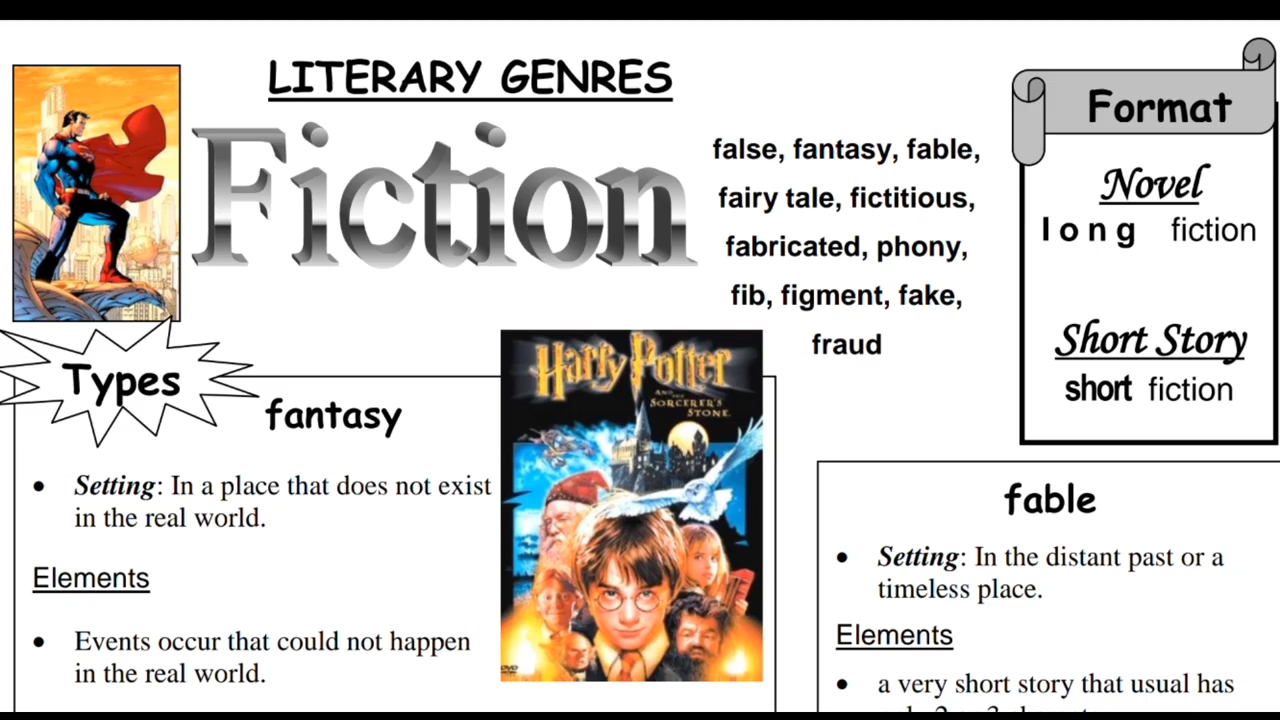 LITERARY GENRES
Fiction
false, fantasy, fable,
fairy tale, fictitious,
fabricated, phony,
fib, figment, fake,
fraud
Format
Novel
long fiction
Short Story
short fiction
Types
fantasy
• Setting: In a place that does not exist
in the real world.
Elements
• Events occur that could not happen
in the real world.
Harry Potter
AND THE
SORCERER'S
STONE
DVD
fable
• Setting: In the distant past or a
timeless place.
Elements
• a very short story that usual has